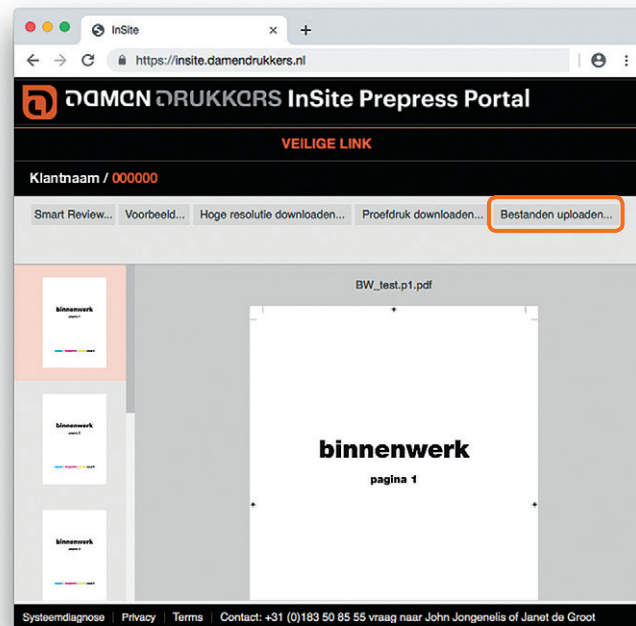 InSite
https://insite.damendrukkers.nl
DAMEN DRUKKERS InSite Prepress Portal
VEILIGE LINK
Klantnaam / 000000
Smart Review... Voorbeeld... Hoge resolutie downloaden... Proefdruk downloaden... Bestanden uploaden...
BW_test.p1.pdf
binnenwerk
pagina 1
binnenwerk
binnenwerk
pagina 1
binnenwerk
Systeemdiagnose Privacy Terms Contact: +31 (0)183 50 85 55 vraag naar John Jongenelis of Janet de Groot